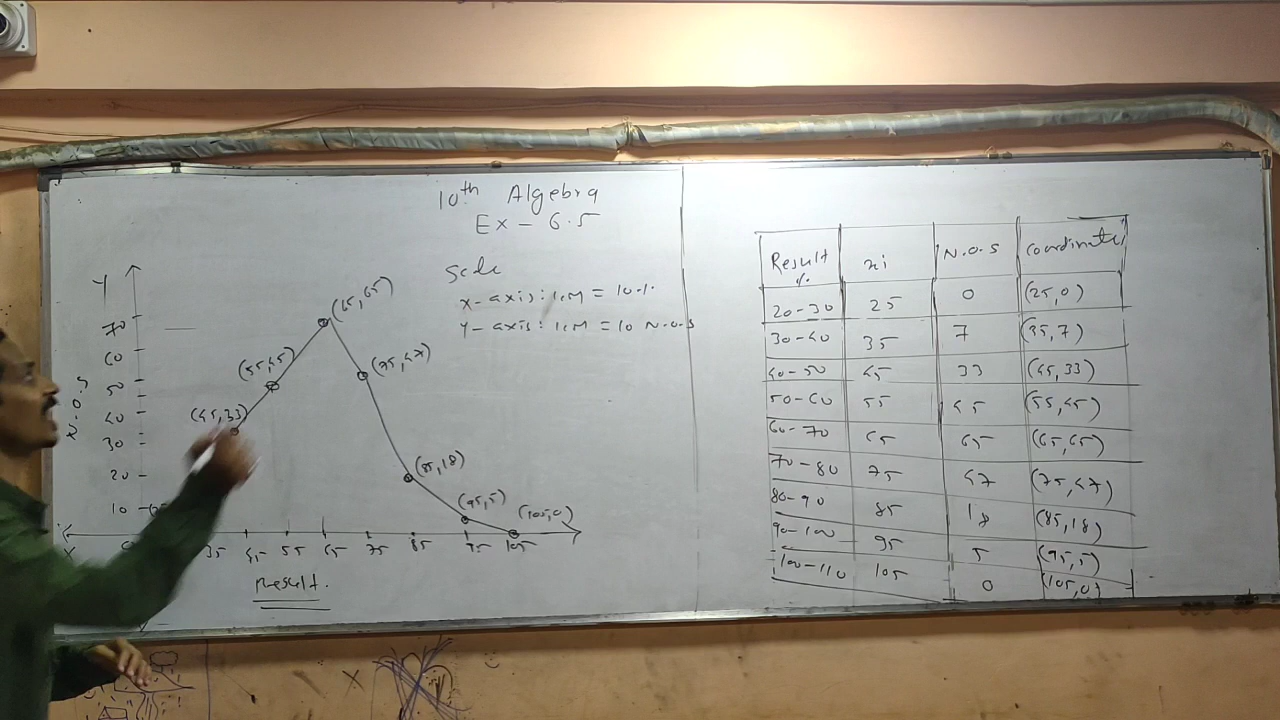 10th Algebra
Ex - 6.5
Scale
X-axis: 1cM = 10%
Y-axis: 1cM = 10 N.O.S
Y
70
60
50
40
30
20
10
N.O.S
(65,65)
(55,45)
(75,47)
(45,33)
(85,18)
(95,5)
(105,0)
X
0
35 45 55 65 75 85 95 105
Result.
Result % xi N.O.S coordinate
20-30 25 0 (25,0)
30-40 35 7 (35,7)
40-50 45 33 (45,33)
50-60 55 45 (55,45)
60-70 65 65 (65,65)
70-80 75 47 (75,47)
80-90 85 18 (85,18)
90-100 95 5 (95,5)
100-110 105 0 (105,0)
X